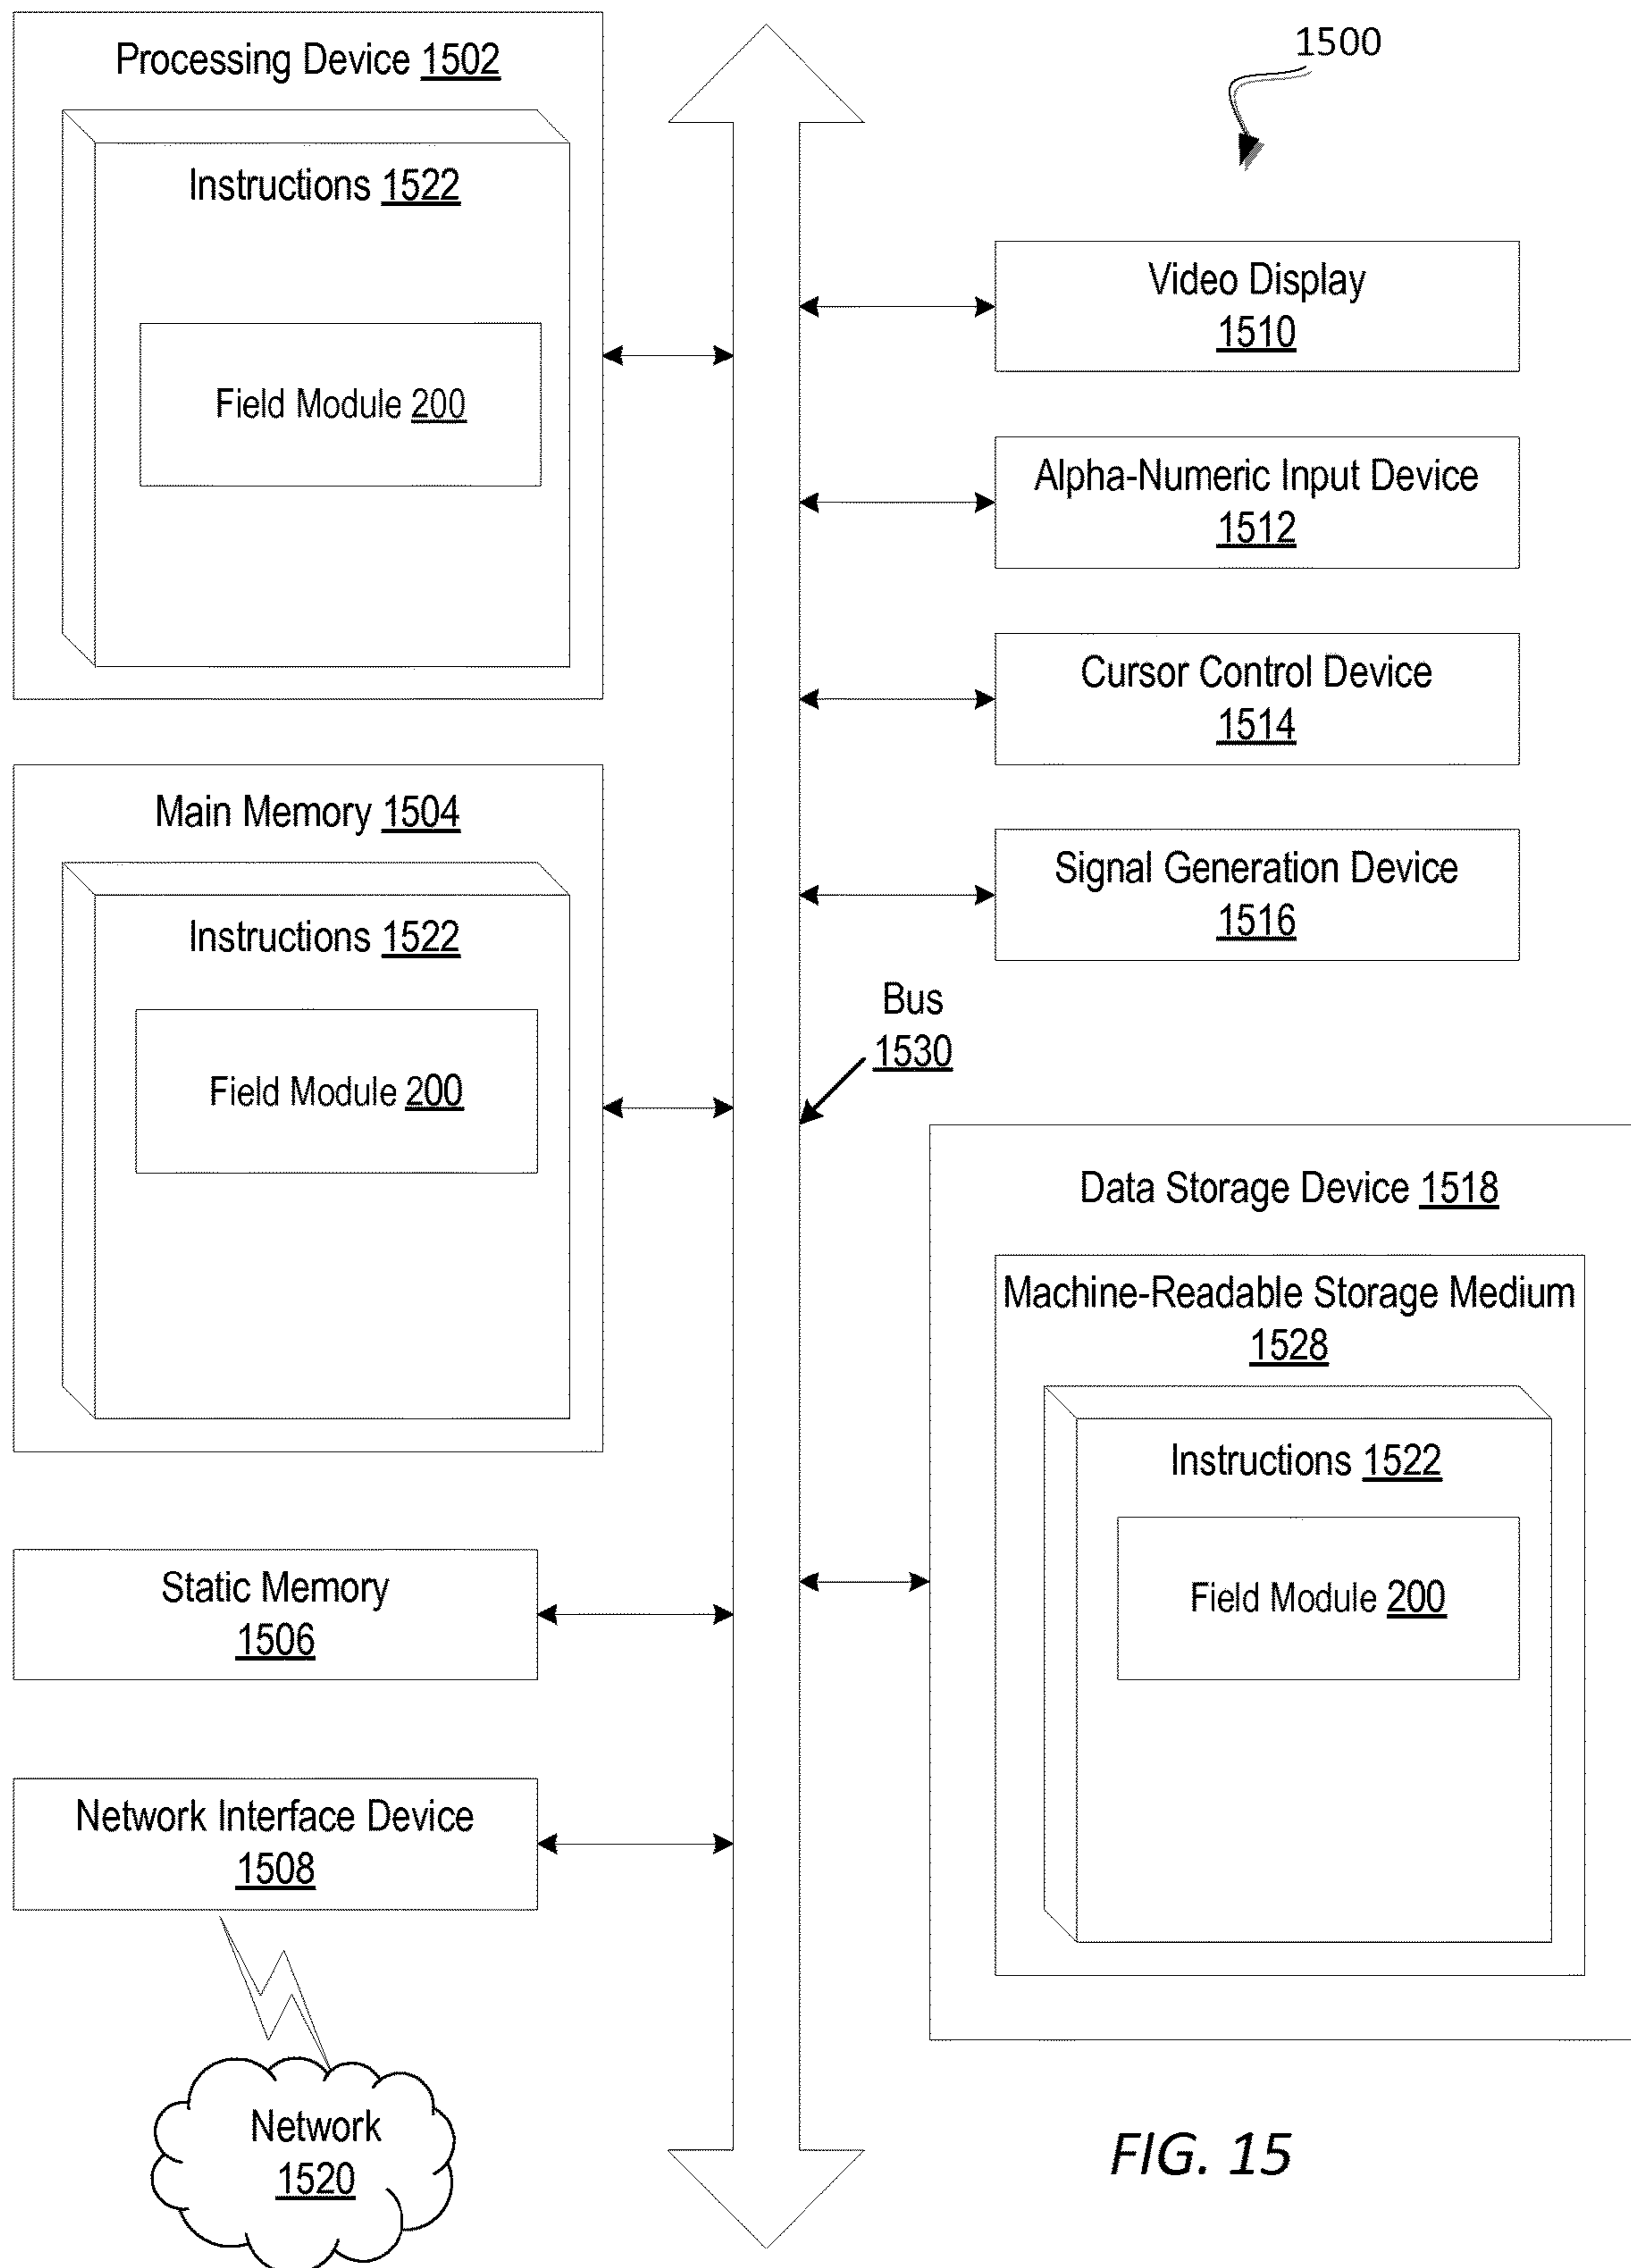 Processing Device 1502
Instructions 1522
Field Module 200
Main Memory 1504
Instructions 1522
Field Module 200
Static Memory
1506
Network Interface Device
1508
Network
1520
1500
Video Display
1510
Alpha-Numeric Input Device
1512
Cursor Control Device
1514
Signal Generation Device
1516
Bus
1530
Data Storage Device 1518
Machine-Readable Storage Medium
1528
Instructions 1522
Field Module 200
FIG. 15